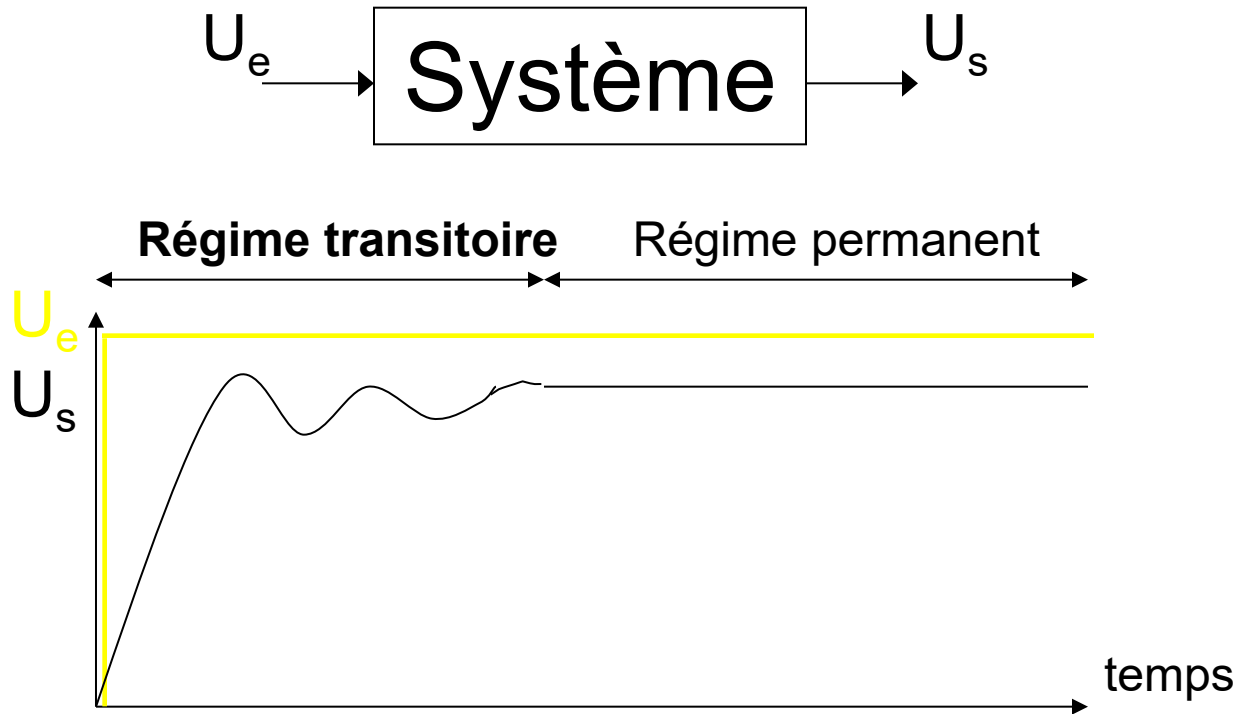 Ue Système Us
Régime transitoire Régime permanent
Ue
Us
temps